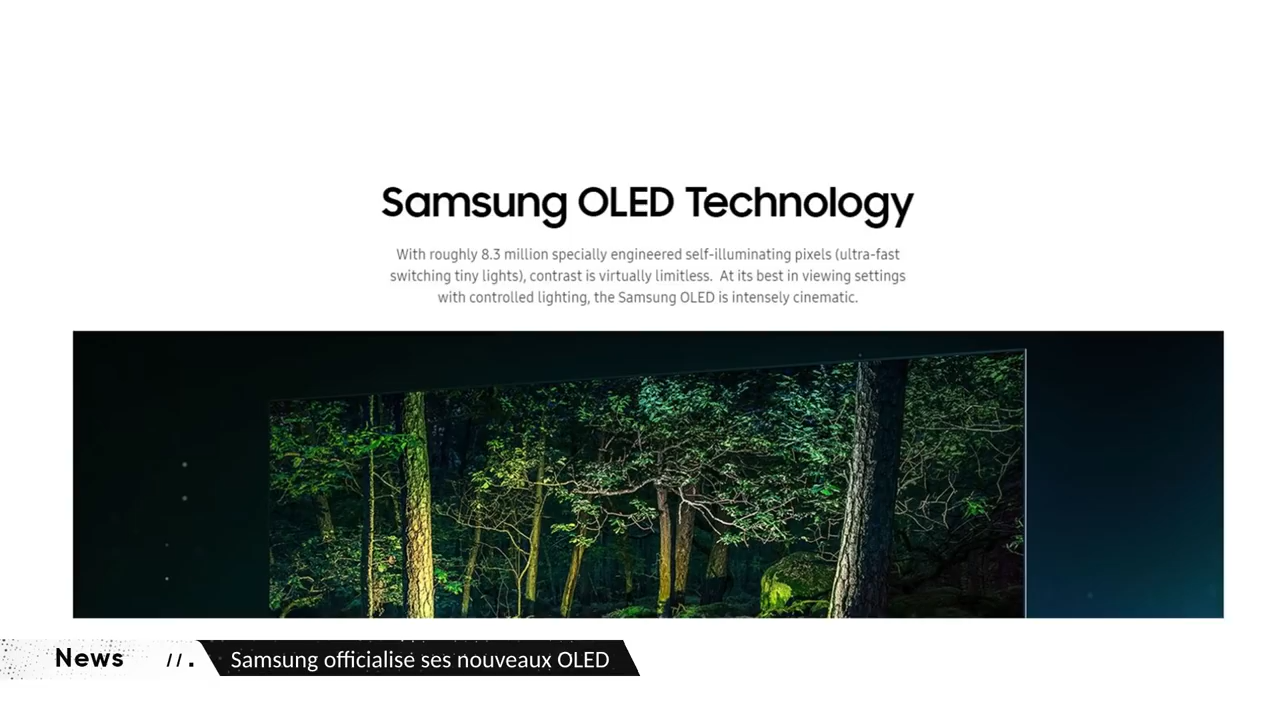 Samsung OLED Technology
With roughly 8.3 million specially engineered self-illuminating pixels (ultra-fast
switching tiny lights), contrast is virtually limitless.  At its best in viewing settings
with controlled lighting, the Samsung OLED is intensely cinematic.
News //. Samsung officialise ses nouveaux OLED